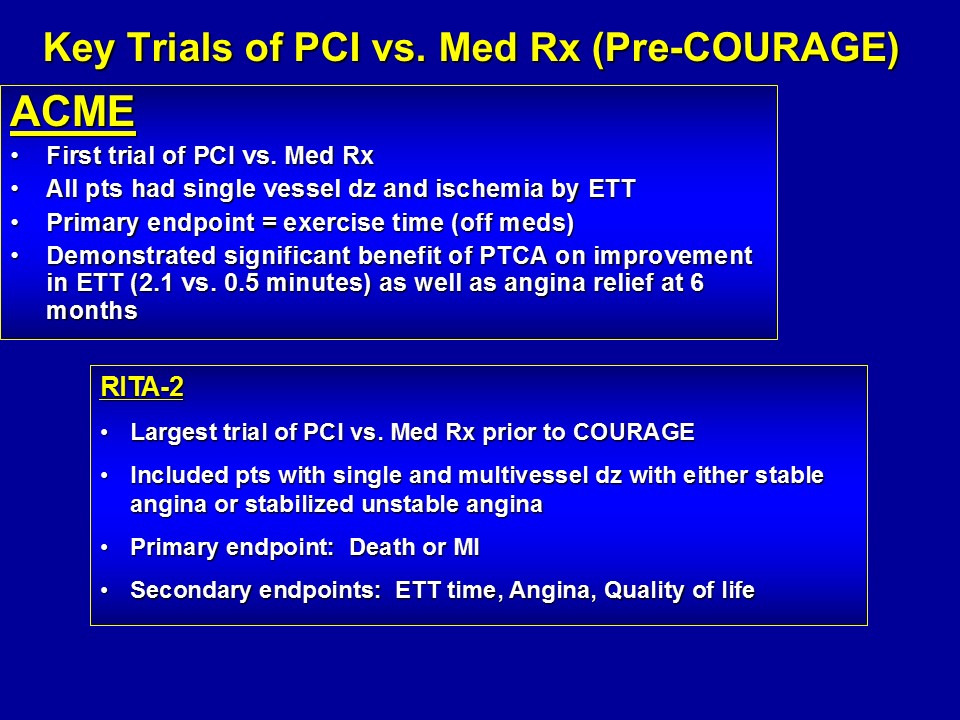 Key Trials of PCI vs. Med Rx (Pre-COURAGE)
ACME
• First trial of PCI vs. Med Rx
• All pts had single vessel dz and ischemia by ETT
• Primary endpoint = exercise time (off meds)
• Demonstrated significant benefit of PTCA on improvement
in ETT (2.1 vs. 0.5 minutes) as well as angina relief at 6
months
RITA-2
• Largest trial of PCI vs. Med Rx prior to COURAGE
• Included pts with single and multivessel dz with either stable
angina or stabilized unstable angina
• Primary endpoint:  Death or MI
• Secondary endpoints:  ETT time, Angina, Quality of life